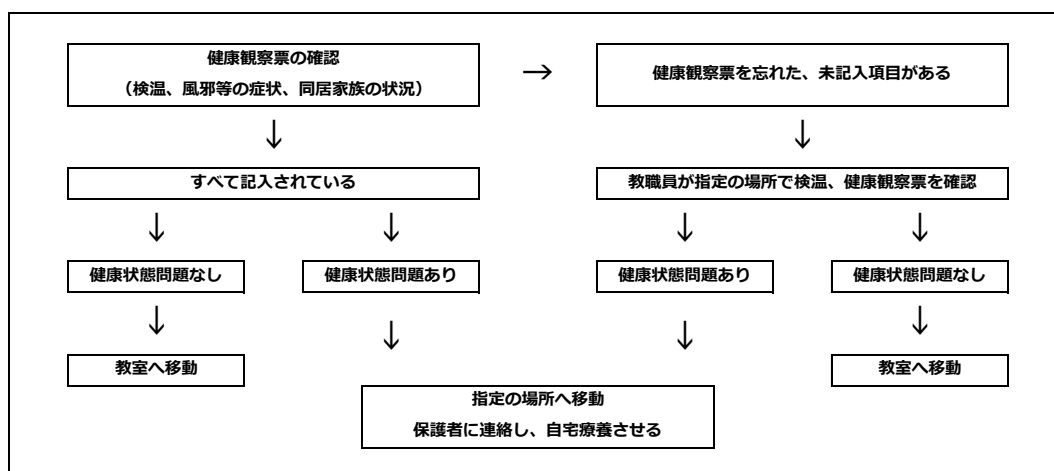 健康観察票の確認
（検温、風邪等の症状、同居家族の状況）
→
健康観察票を忘れた、未記入項目がある
↓ ↓
すべて記入されている
教職員が指定の場所で検温、健康観察票を確認
↓ ↓ ↓ ↓
健康状態問題なし
健康状態問題あり
健康状態問題あり
健康状態問題なし
↓ ↓ ↓ ↓
教室へ移動
教室へ移動
指定の場所へ移動
保護者に連絡し、自宅療養させる